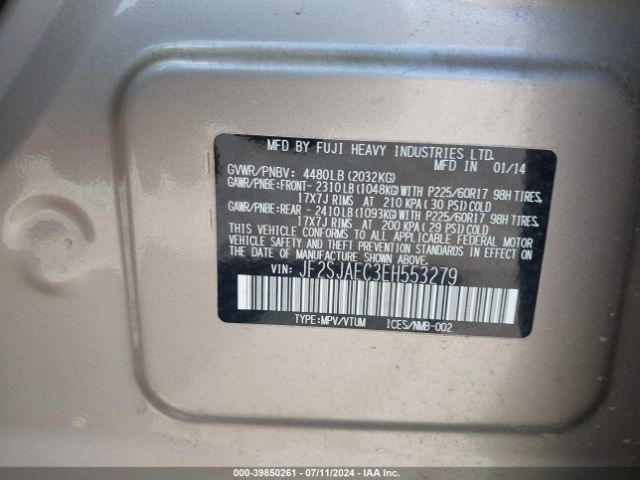 MFD BY FUJI HEAVY INDUSTRIES LTD.
MFD IN 01/14
GVWR/PNBV: 4480LB (2032KG)
GAWR/PNBE:FRONT- 2310LB (1048KG)WITH P225/60R17 98H TIRES,
17X7J RIMS AT 210 KPA( 30 PSI)COLD
GAWR/PNBE:REAR - 2410LB (1093KG)WITH P225/60R17 98H TIRES,
17X7J RIMS AT 200 KPA( 29 PSI)COLD
THIS VEHICLE CONFORMS TO ALL APPLICABLE FEDERAL MOTOR
VEHICLE SAFETY AND THEFT PREVENTION STANDARDS IN EFFECT ON
THE DATE OF MANUFACTURE SHOWN ABOVE.
VIN: JF2SJAEC3EH553279
TYPE:MPV/VTUM ICES/NMB-002
000-39850261 - 07/11/2024 - IAA Inc.